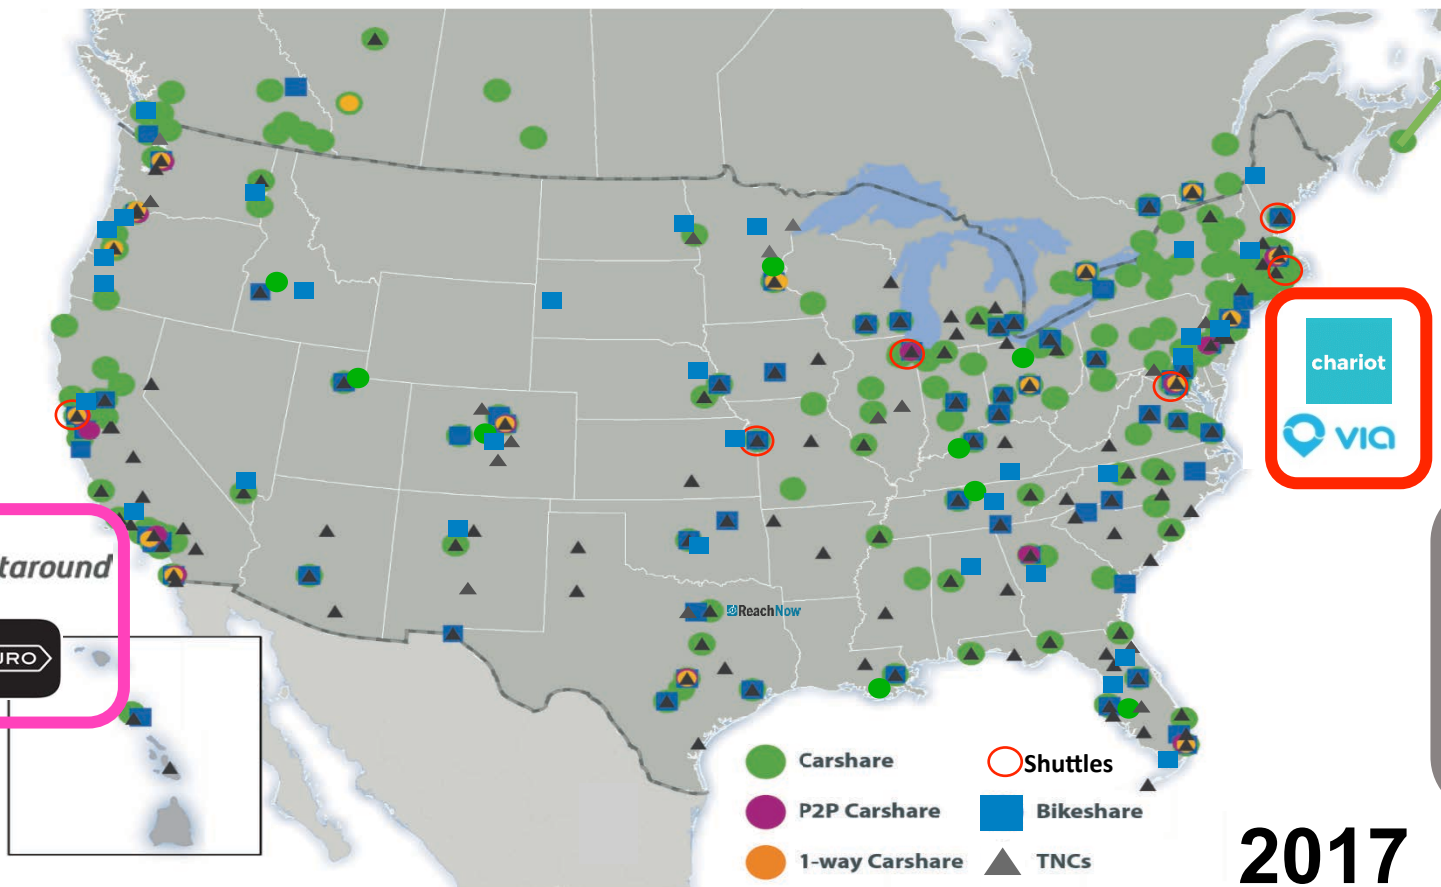 chariot
via
taround
URO
ReachNow
Carshare
Shuttles
P2P Carshare
Bikeshare
1-way Carshare
TNCs
2017